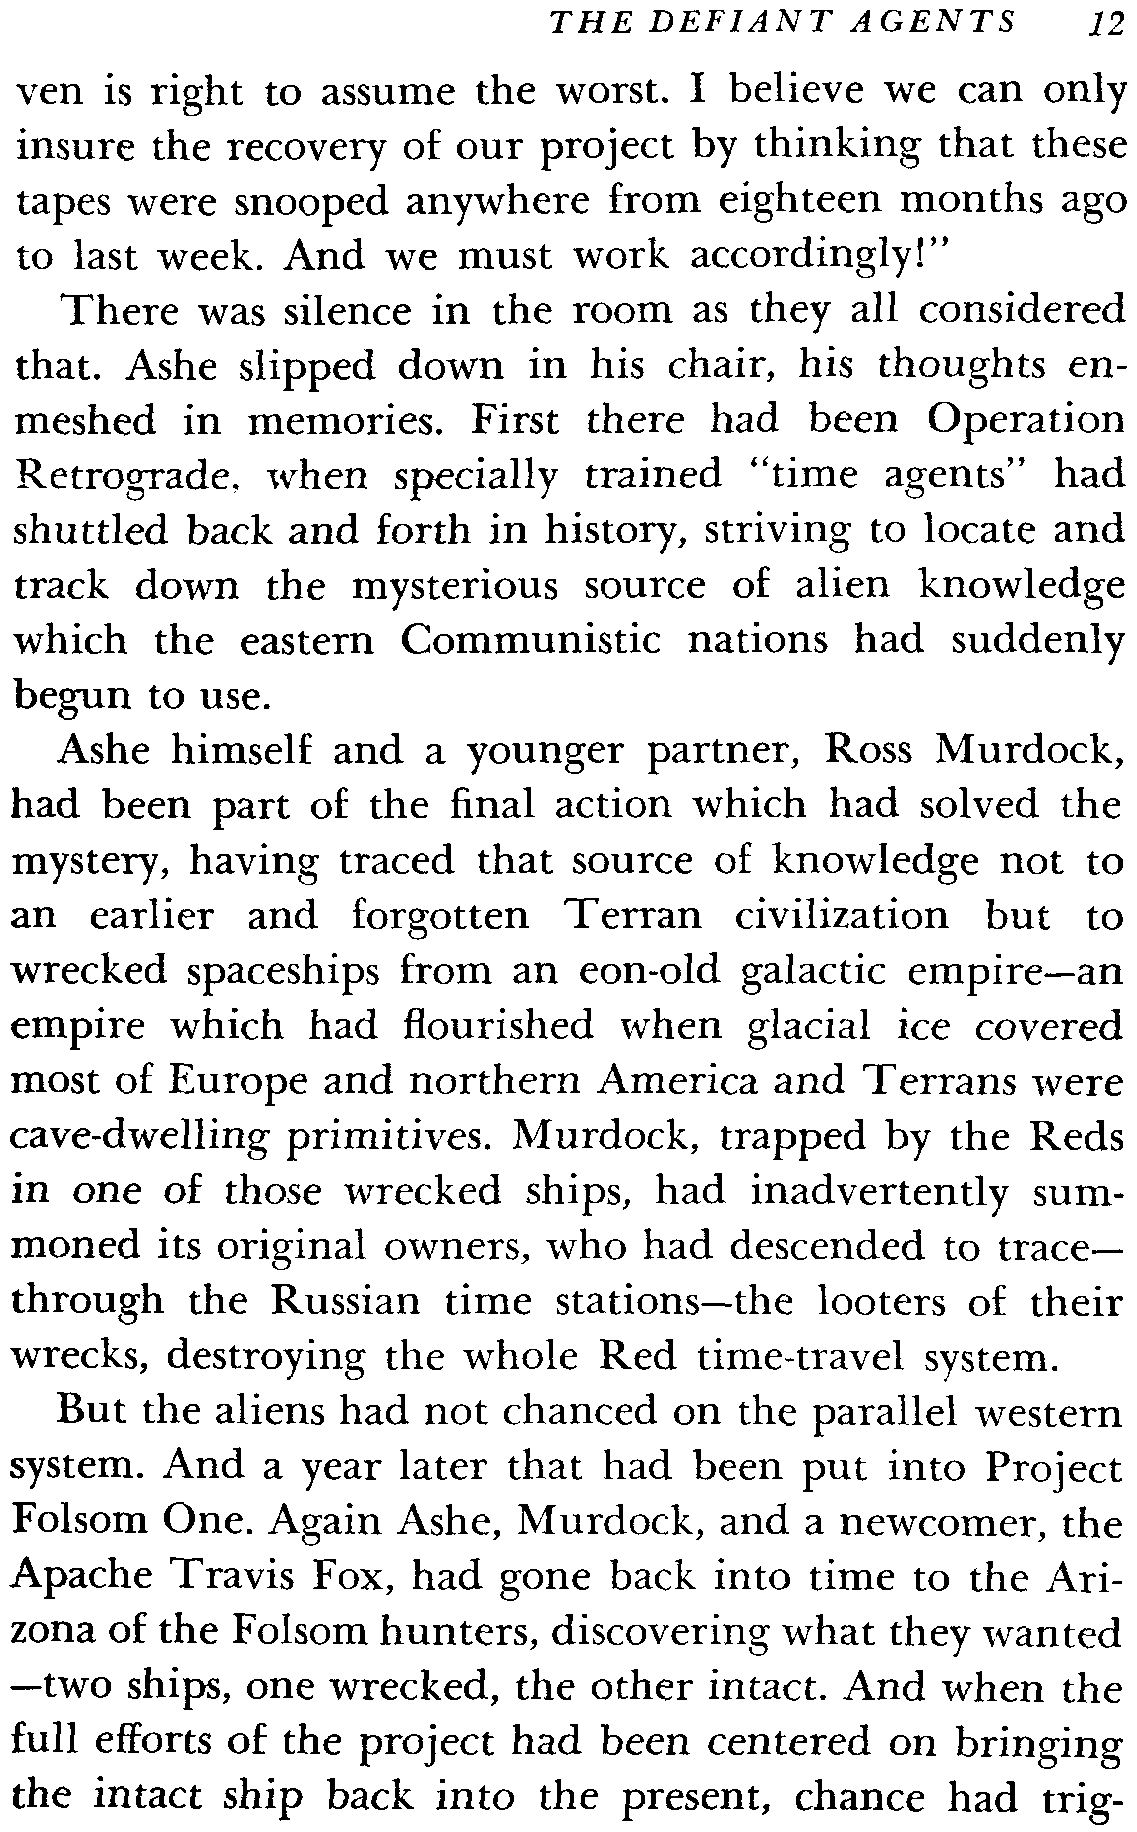 THE DEFIANT AGENTS 12
ven is right to assume the worst. I believe we can only
insure the recovery of our project by thinking that these
tapes were snooped anywhere from eighteen months ago
to last week. And we must work accordingly!”
There was silence in the room as they all considered
that. Ashe slipped down in his chair, his thoughts en-
meshed in memories. First there had been Operation
Retrograde, when specially trained “time agents” had
shuttled back and forth in history, striving to locate and
track down the mysterious source of alien knowledge
which the eastern Communistic nations had suddenly
begun to use.
Ashe himself and a younger partner, Ross Murdock,
had been part of the final action which had solved the
mystery, having traced that source of knowledge not to
an earlier and forgotten Terran civilization but to
wrecked spaceships from an eon-old galactic empire—an
empire which had flourished when glacial ice covered
most of Europe and northern America and Terrans were
cave-dwelling primitives. Murdock, trapped by the Reds
in one of those wrecked ships, had inadvertently sum-
moned its original owners, who had descended to trace—
through the Russian time stations—the looters of their
wrecks, destroying the whole Red time-travel system.
But the aliens had not chanced on the parallel western
system. And a year later that had been put into Project
Folsom One. Again Ashe, Murdock, and a newcomer, the
Apache Travis Fox, had gone back into time to the Ari-
zona of the Folsom hunters, discovering what they wanted
—two ships, one wrecked, the other intact. And when the
full efforts of the project had been centered on bringing
the intact ship back into the present, chance had trig-